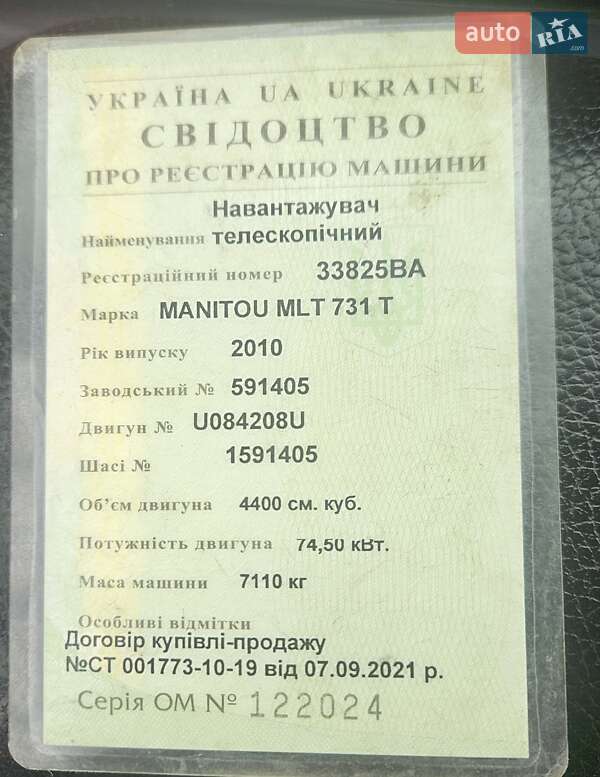 auto RIA.com
УКРАЇНА UA UKRAINE
СВІДОЦТВО
ПРО РЕЄСТРАЦІЮ МАШИНИ
Навантажувач
Найменування телескопічний
Реєстраційний номер 33825ВА
Марка MANITOU MLT 731 T
Рік випуску 2010
Заводський № 591405
Двигун № U084208U
Шасі № 1591405
Об'єм двигуна 4400 см. куб.
Потужність двигуна 74,50 кВт.
Маса машини 7110 кг
Особливі відмітки
Договір купівлі-продажу
№СТ 001773-10-19 від 07.09.2021 р.
Серія ОМ № 122024